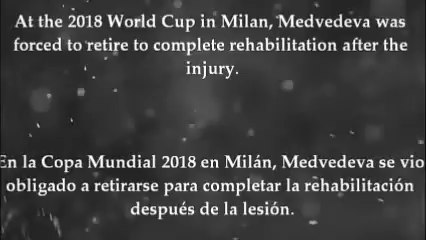 At the 2018 World Cup in Milan, Medvedeva was
forced to retire to complete rehabilitation after the
injury.
En la Copa Mundial 2018 en Milán, Medvedeva se vio
obligado a retirarse para completar la rehabilitación
después de la lesión.